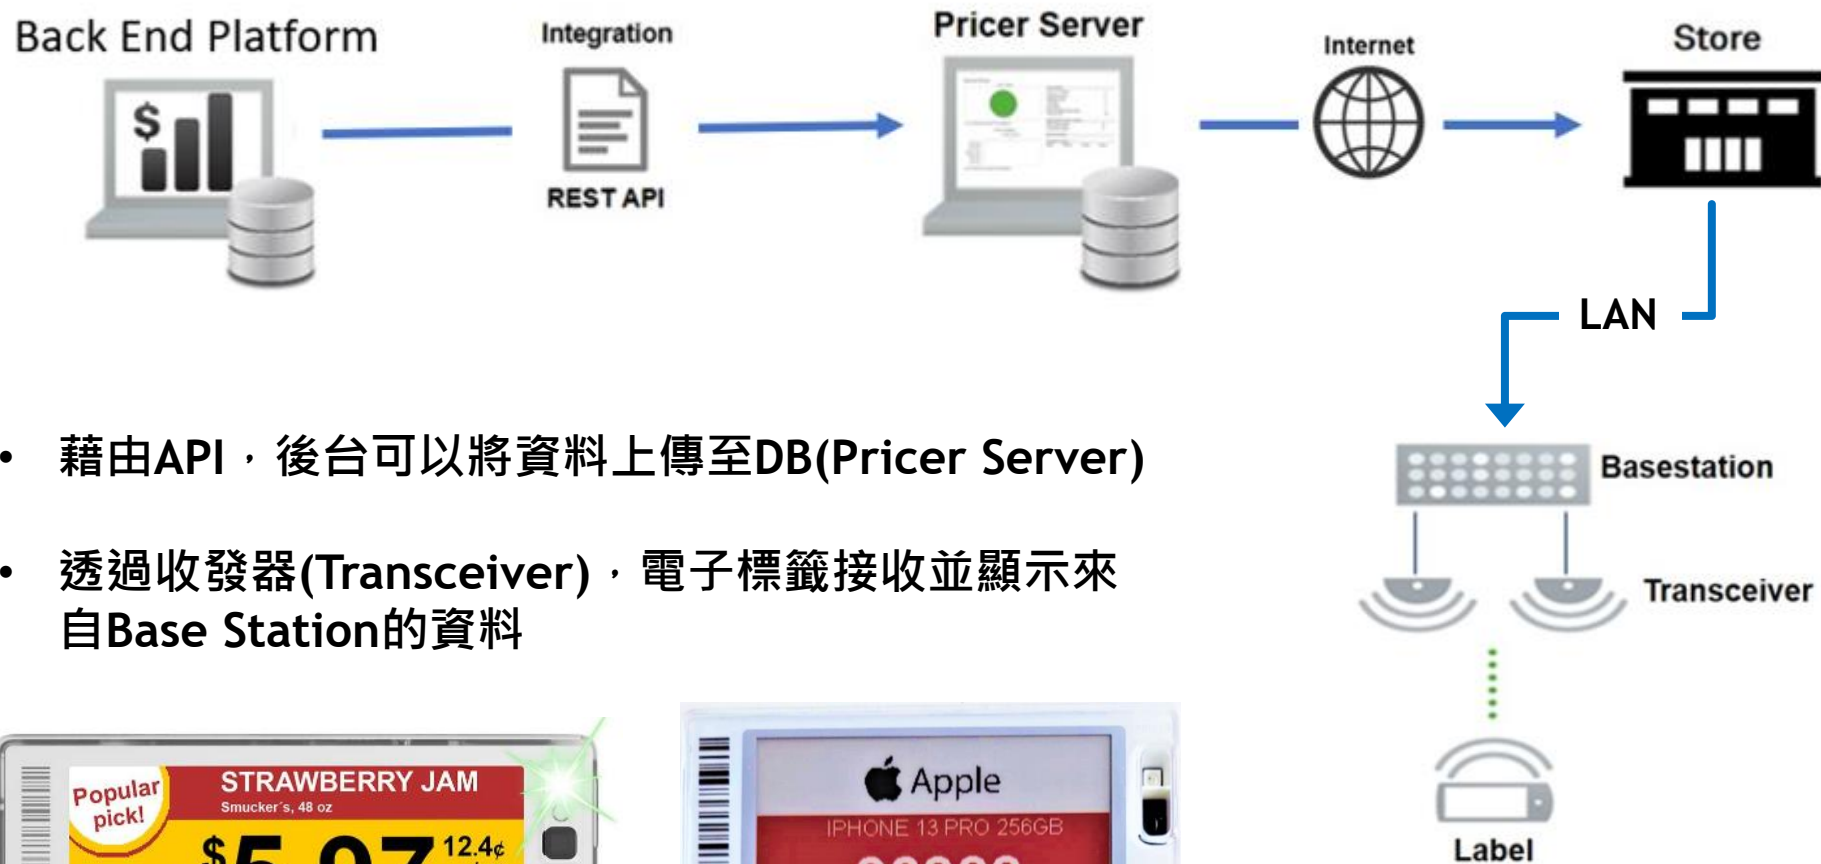 Back End Platform
Integration
REST API
Pricer Server
Internet
Store
LAN
Basestation
Transceiver
Label
• 藉由API，後台可以將資料上傳至DB(Pricer Server)
• 透過收發器(Transceiver)，電子標籤接收並顯示來
自Base Station的資料
Popular
pick!
STRAWBERRY JAM
Smucker´s, 48 oz
$5.97
12.4¢
Apple
IPHONE 13 PRO 256GB